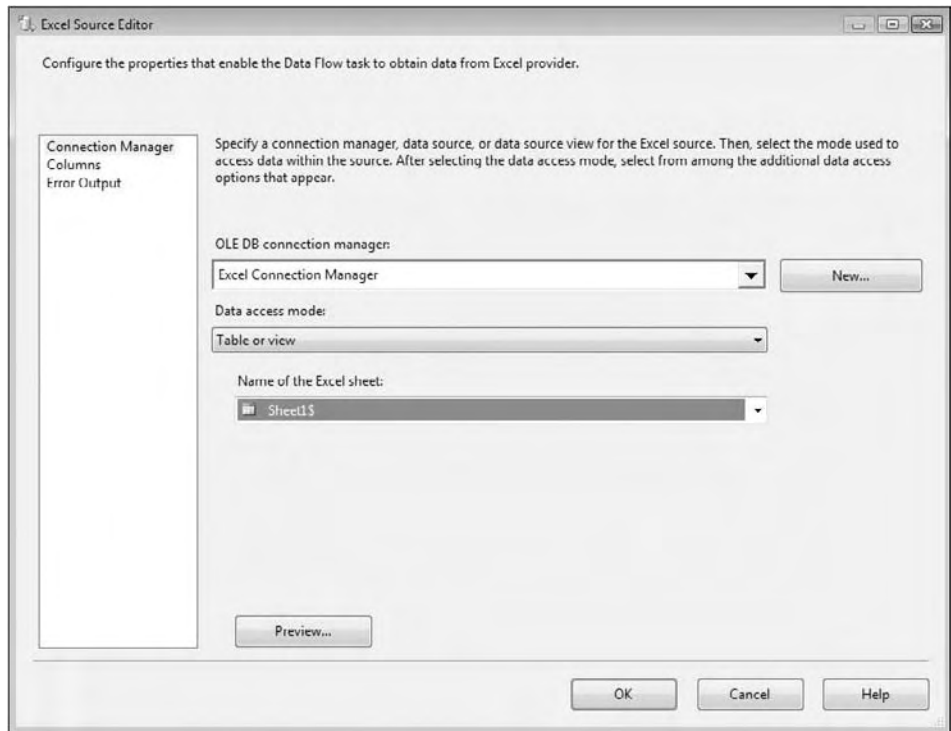 Excel Source Editor
Configure the properties that enable the Data Flow task to obtain data from Excel provider.
Connection Manager
Columns
Error Output
Specify a connection manager, data source, or data source view for the Excel source. Then, select the mode used to
access data within the source. After selecting the data access mode, select from among the additional data access
options that appear.
OLE DB connection manager:
Excel Connection Manager
New...
Data access mode:
Table or view
Name of the Excel sheet:
Sheet1$
Preview...
OK
Cancel
Help